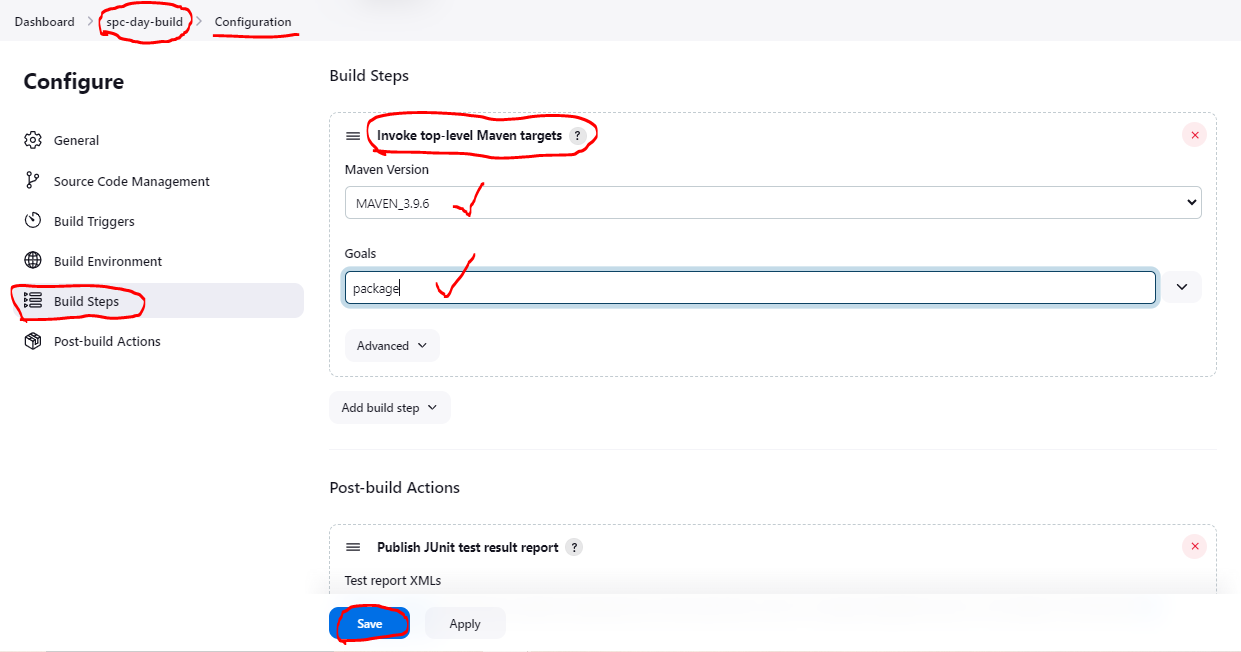 Dashboard > spc-day-build > Configuration
Configure
General
Source Code Management
Build Triggers
Build Environment
Build Steps
Post-build Actions
Build Steps
Invoke top-level Maven targets ?
Maven Version
MAVEN_3.9.6
Goals
package
Advanced
Add build step
Post-build Actions
Publish JUnit test result report ?
Test report XMLs
Save Apply